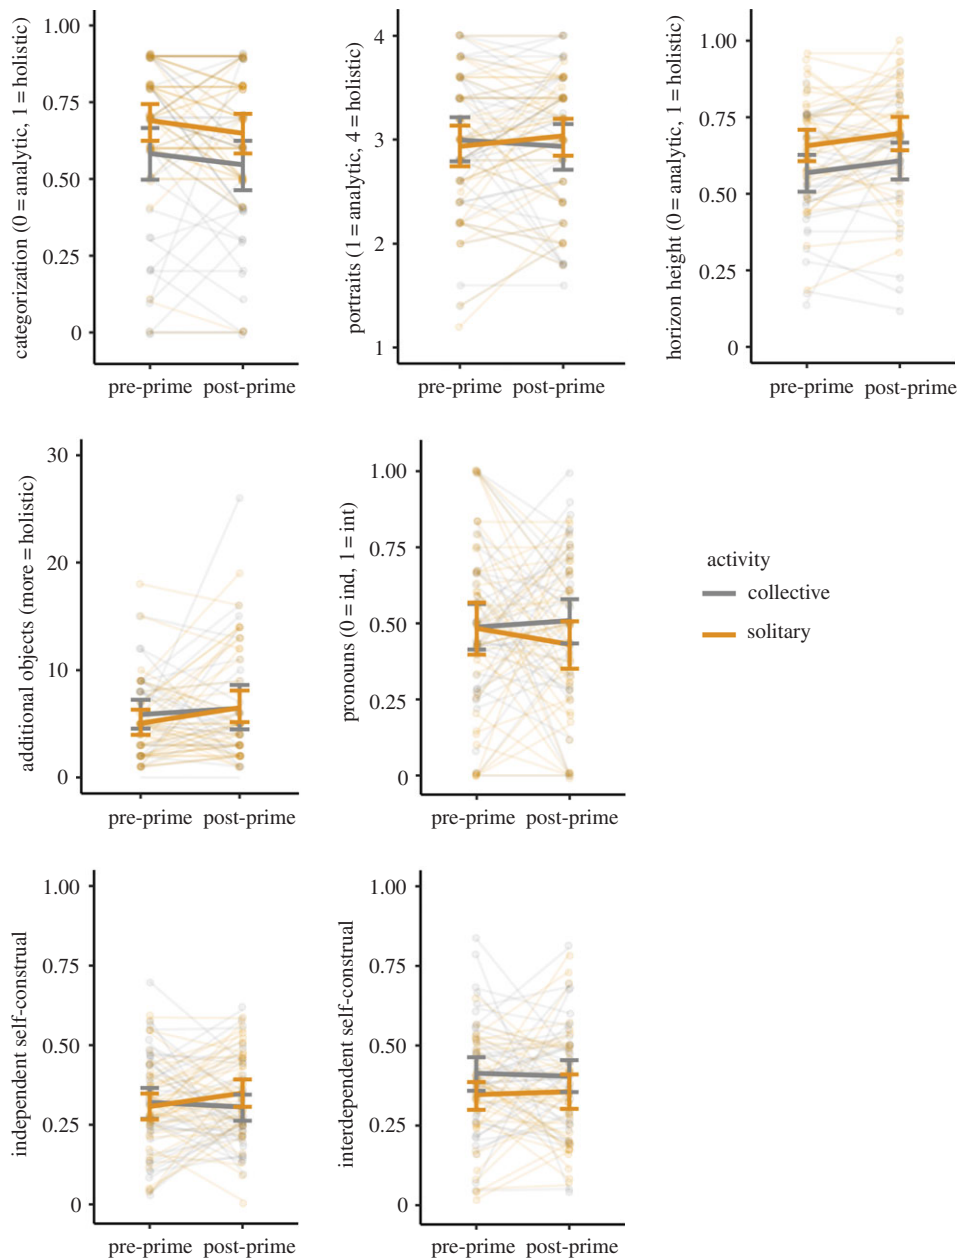 categorization (0 = analytic, 1 = holistic)
1.00
0.75
0.50
0.25
0
pre-prime post-prime
portraits (1 = analytic, 4 = holistic)
4
3
2
1
pre-prime post-prime
horizon height (0 = analytic, 1 = holistic)
1.00
0.75
0.50
0.25
0
pre-prime post-prime
additional objects (more = holistic)
30
20
10
0
pre-prime post-prime
pronouns (0 = ind, 1 = int)
1.00
0.75
0.50
0.25
0
pre-prime post-prime
activity
collective
solitary
independent self-construal
1.00
0.75
0.50
0.25
0
pre-prime post-prime
interdependent self-construal
1.00
0.75
0.50
0.25
0
pre-prime post-prime